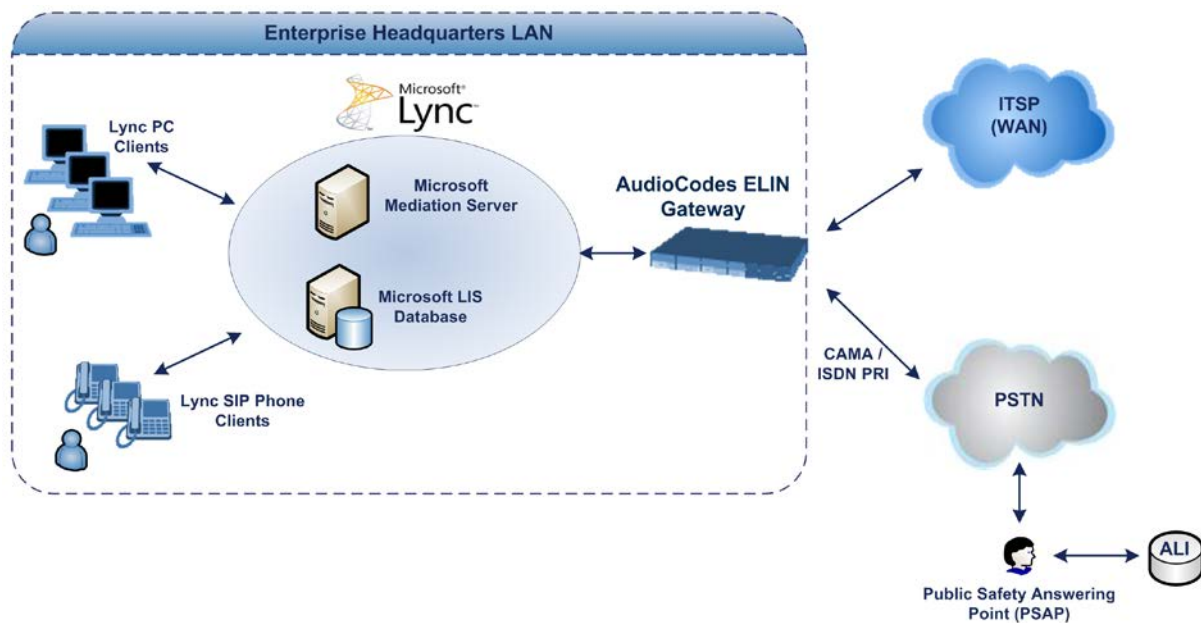 Enterprise Headquarters LAN
Microsoft®
Lync™
Lync PC
Clients
Microsoft
Mediation Server
Microsoft LIS
Database
Lync SIP Phone
Clients
AudioCodes ELIN
Gateway
ITSP
(WAN)
CAMA /
ISDN PRI
PSTN
ALI
Public Safety Answering
Point (PSAP)